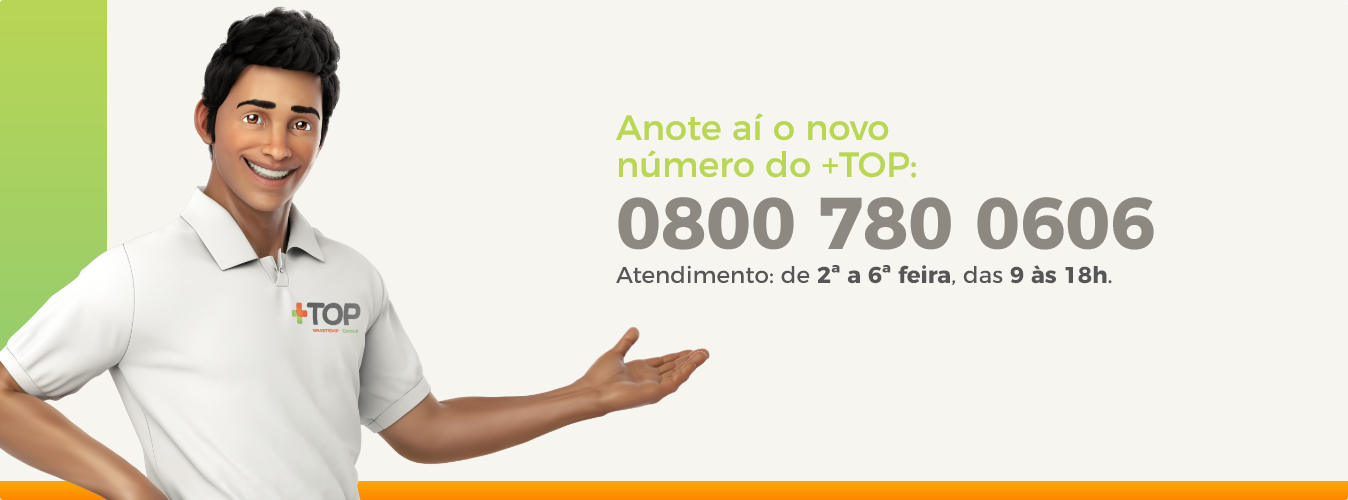 Anote aí o novo
número do +TOP:
0800 780 0606
Atendimento: de 2ª a 6ª feira, das 9 às 18h.
+TOP